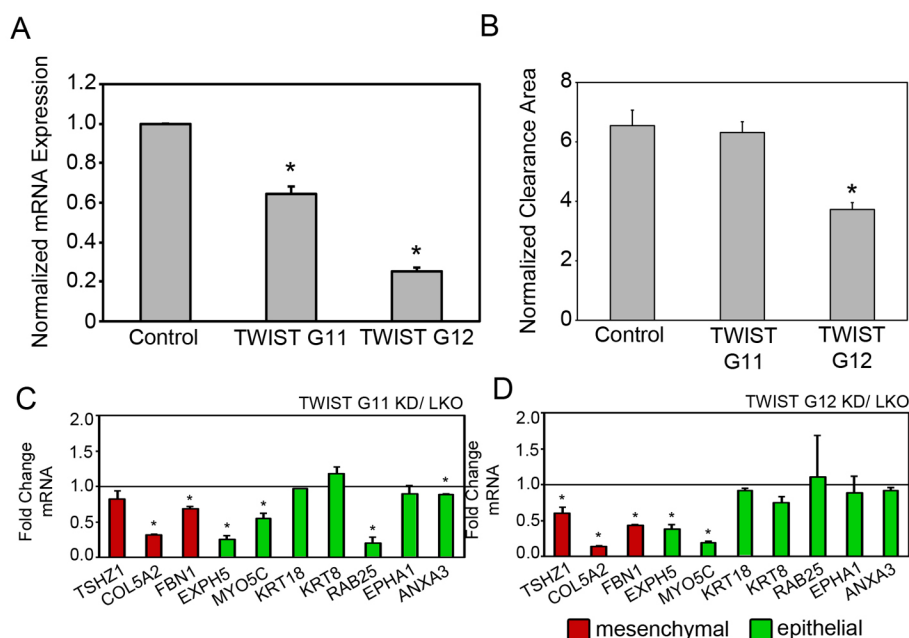 A
Normalized mRNA Expression
1.2
1.0
0.8
0.6
0.4
0.2
0
*
*
Control
TWIST G11
TWIST G12
B
Normalized Clearance Area
8
6
4
2
0
*
Control
TWIST
G11
TWIST
G12
C
TWIST G11 KD/ LKO
Fold Change
mRNA
2.0
1.5
1.0
0.5
0.0
*
*
*
*
*
*
TSHZ1
COL5A2
FBN1
EXPH5
MYO5C
KRT18
KRT8
RAB25
EPHA1
ANXA3
D
TWIST G12 KD/ LKO
Fold Change
mRNA
2.0
1.5
1.0
0.5
0.0
*
*
*
*
*
TSHZ1
COL5A2
FBN1
EXPH5
MYO5C
KRT18
KRT8
RAB25
EPHA1
ANXA3
mesenchymal
epithelial